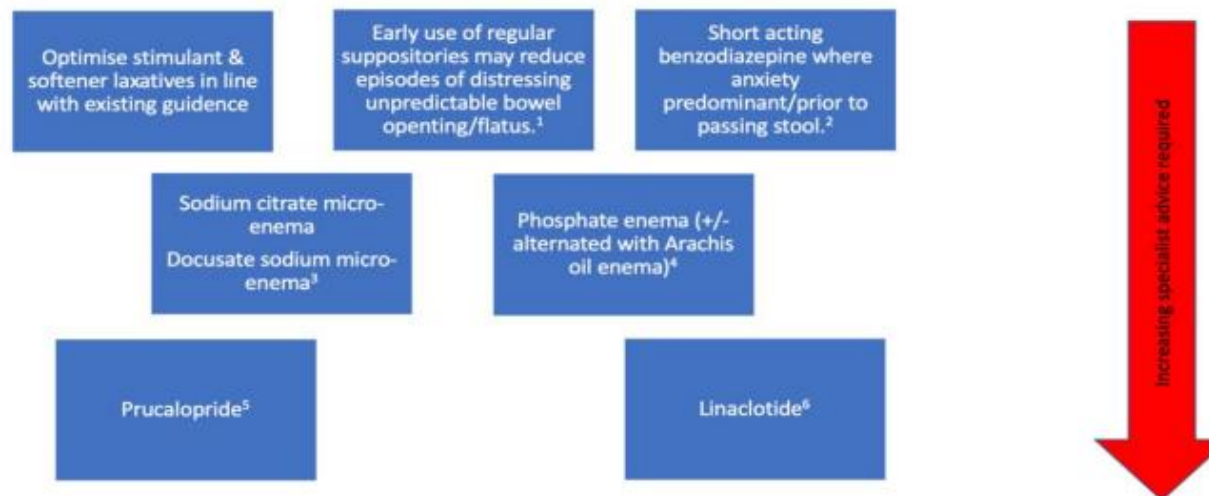 Optimise stimulant &
softener laxatives in line
with existing guidence
Early use of regular
suppositories may reduce
episodes of distressing
unpredictable bowel
openting/flatus.¹
Short acting
benzodiazepine where
anxiety
predominant/prior to
passing stool.²
Sodium citrate micro-
enema
Docusate sodium micro-
enema³
Phosphate enema (+/-
alternated with Arachis
oil enema)⁴
Prucalopride⁵
Linaclotide⁶
Increasing specialist advice required